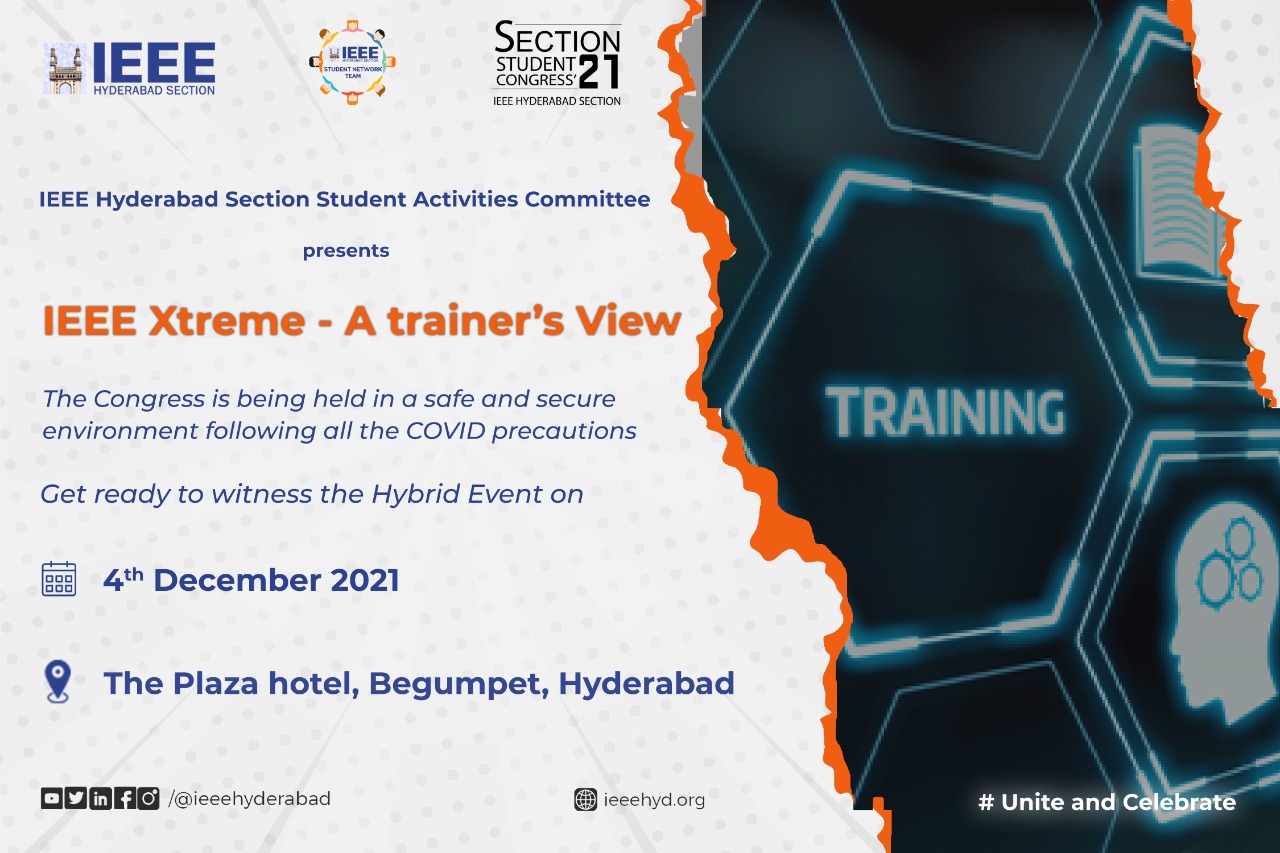 IEEE
HYDERABAD SECTION
IEEE
STUDENT NETWORK
TEAM
SECTION
STUDENT
CONGRESS'21
IEEE HYDERABAD SECTION
IEEE Hyderabad Section Student Activities Committee
presents
IEEE Xtreme - A trainer’s View
The Congress is being held in a safe and secure
environment following all the COVID precautions
Get ready to witness the Hybrid Event on
4th December 2021
The Plaza hotel, Begumpet, Hyderabad
/@ieeehyderabad
ieeehyd.org
TRAINING
# Unite and Celebrate